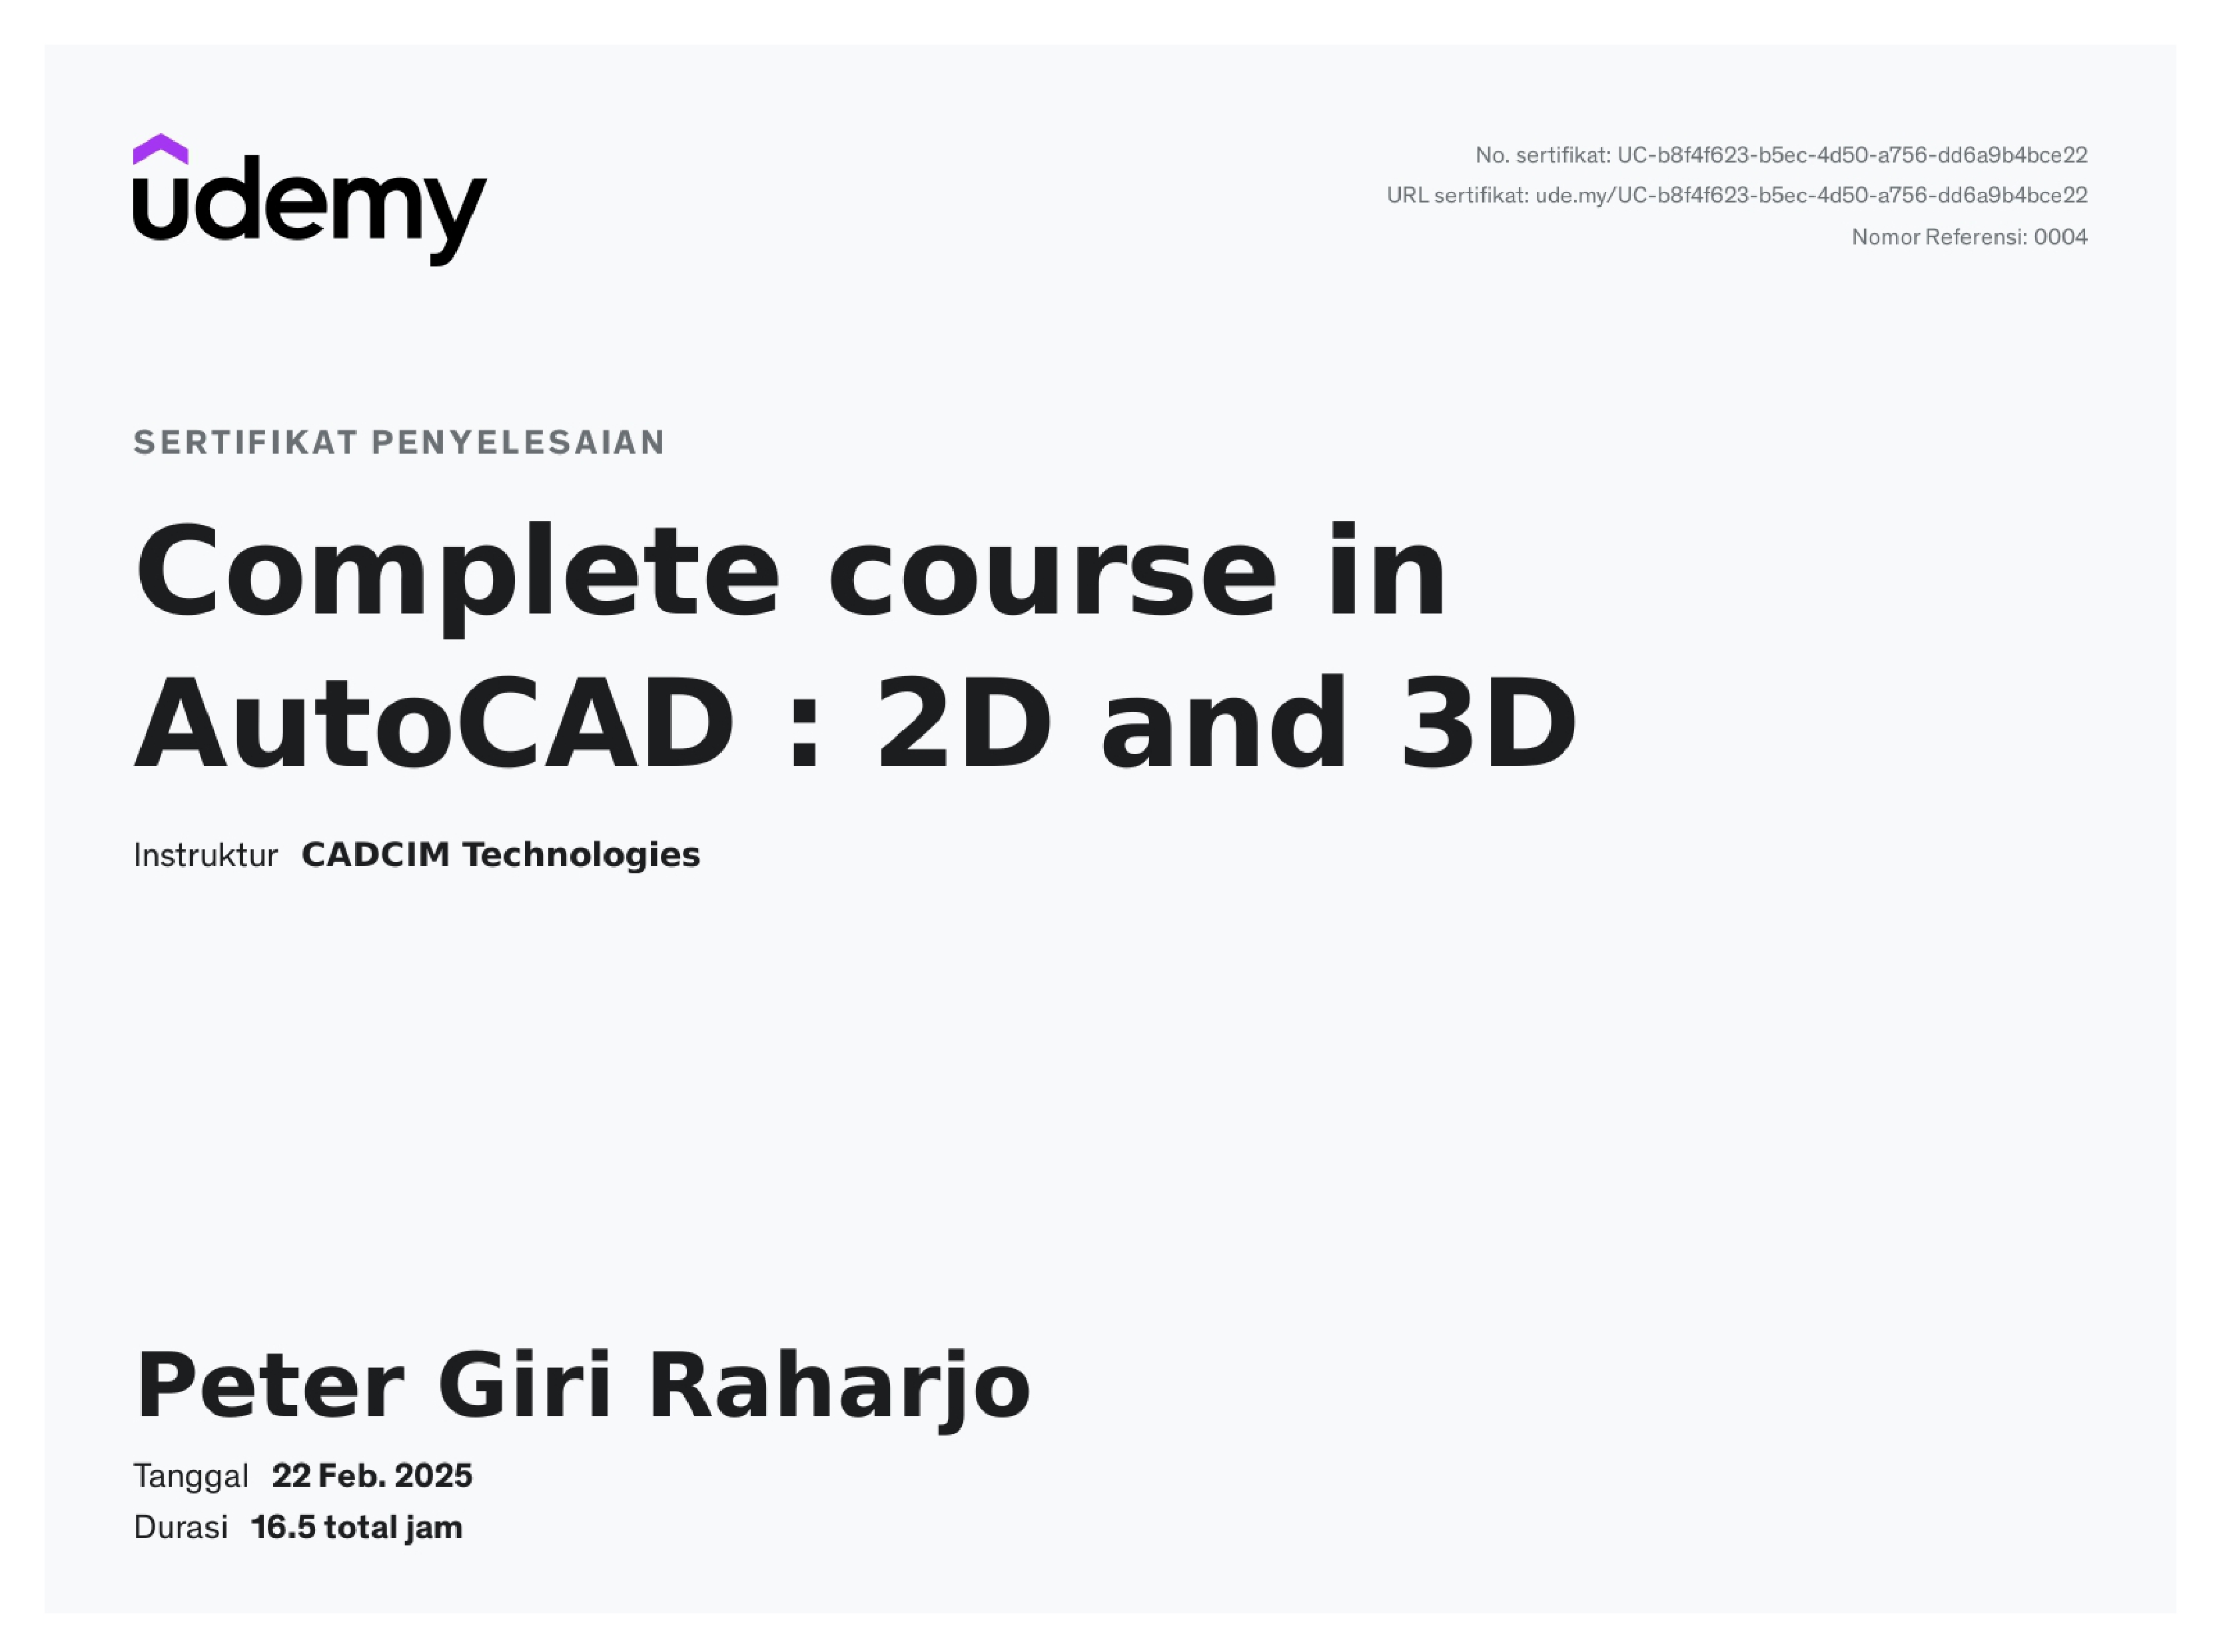 udemy
No. sertifikat: UC-b8f4f623-b5ec-4d50-a756-dd6a9b4bce22
URL sertifikat: ude.my/UC-b8f4f623-b5ec-4d50-a756-dd6a9b4bce22
Nomor Referensi: 0004
SERTIFIKAT PENYELESAIAN
Complete course in
AutoCAD : 2D and 3D
Instruktur CADCIM Technologies
Peter Giri Raharjo
Tanggal 22 Feb. 2025
Durasi 16.5 total jam